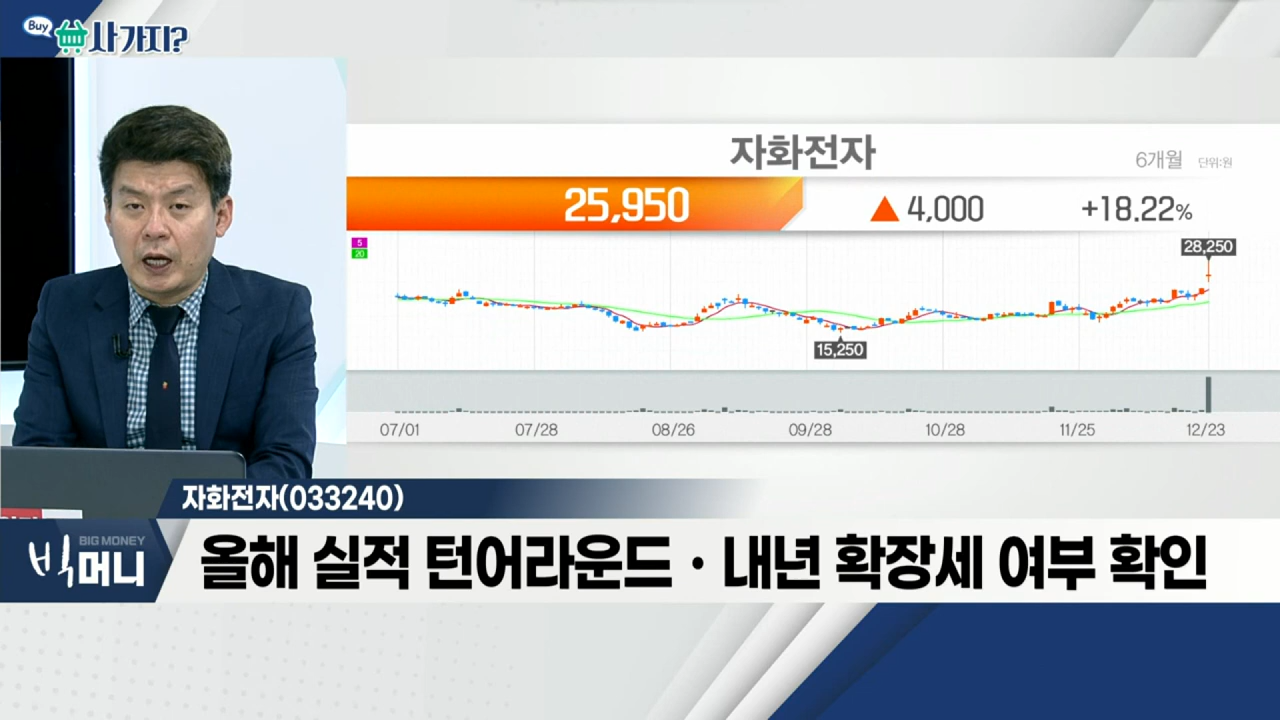 Buy 사가지?
자화전자
6개월 단위:원
25,950 ▲ 4,000 +18.22%
5
20
28,250
15,250
07/01 07/28 08/26 09/28 10/28 11/25 12/23
자화전자(033240)
BIG MONEY
빅머니
올해 실적 턴어라운드·내년 확장세 여부 확인